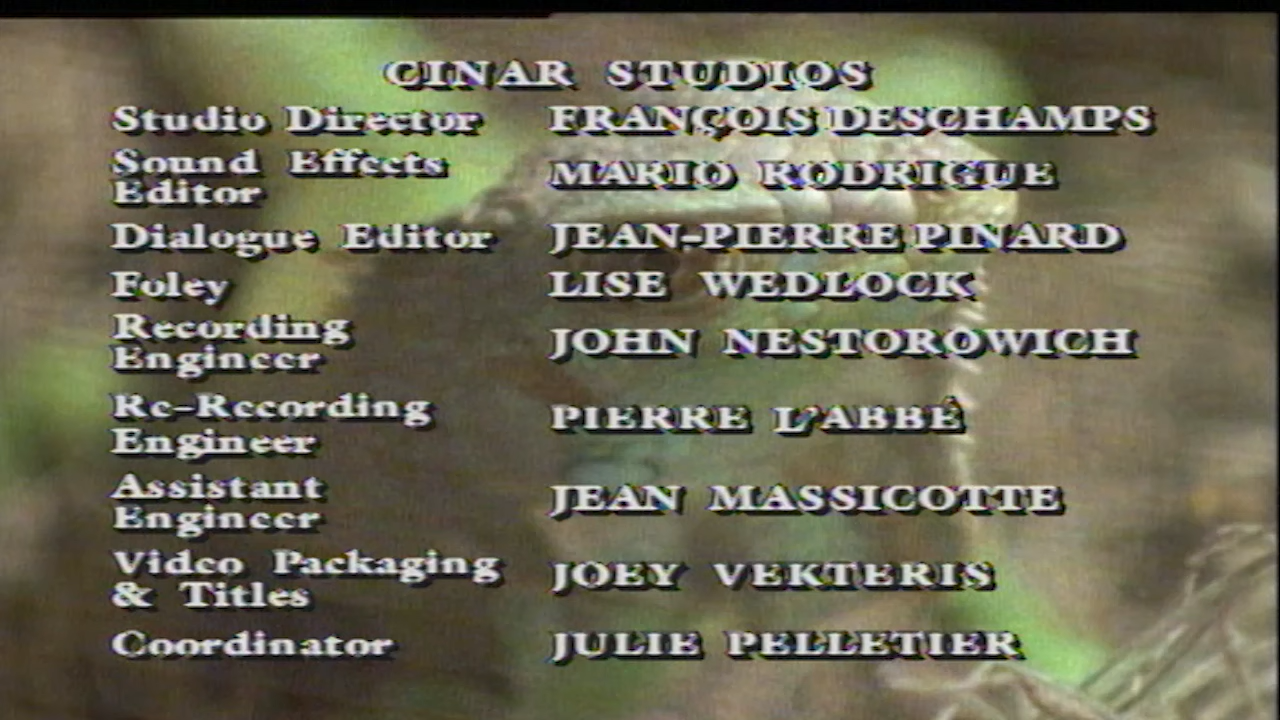 CINAR STUDIOS
Studio Director FRANÇOIS DESCHAMPS
Sound Effects
Editor MARIO RODRIGUE
Dialogue Editor JEAN-PIERRE PINARD
Foley LISE WEDLOCK
Recording
Engineer JOHN NESTOROWICH
Re-Recording
Engineer PIERRE L'ABBÉ
Assistant
Engineer JEAN MASSICOTTE
Video Packaging
& Titles JOEY VEKTERIS
Coordinator JULIE PELLETIER